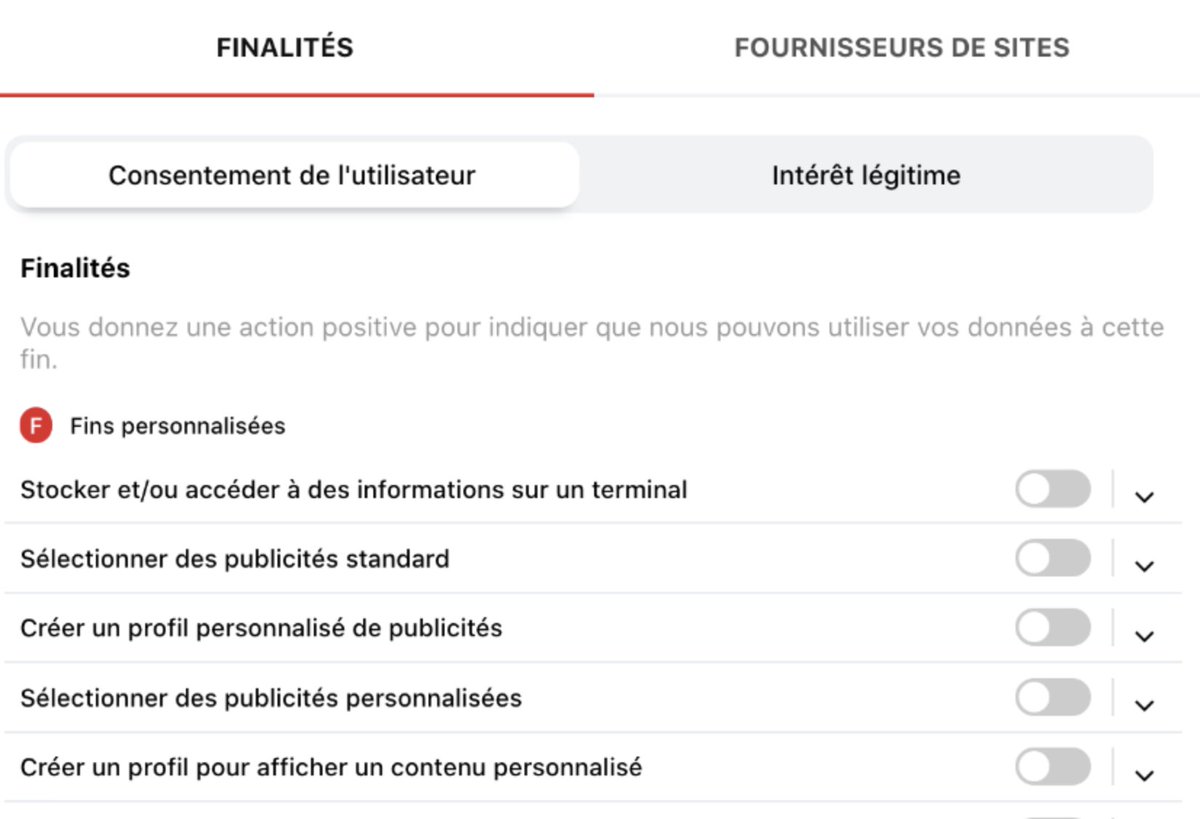 FINALITÉS
FOURNISSEURS DE SITES
Consentement de l'utilisateur
Intérêt légitime
Finalités
Vous donnez une action positive pour indiquer que nous pouvons utiliser vos données à cette
fin.
F Fins personnalisées
Stocker et/ou accéder à des informations sur un terminal
Sélectionner des publicités standard
Créer un profil personnalisé de publicités
Sélectionner des publicités personnalisées
Créer un profil pour afficher un contenu personnalisé